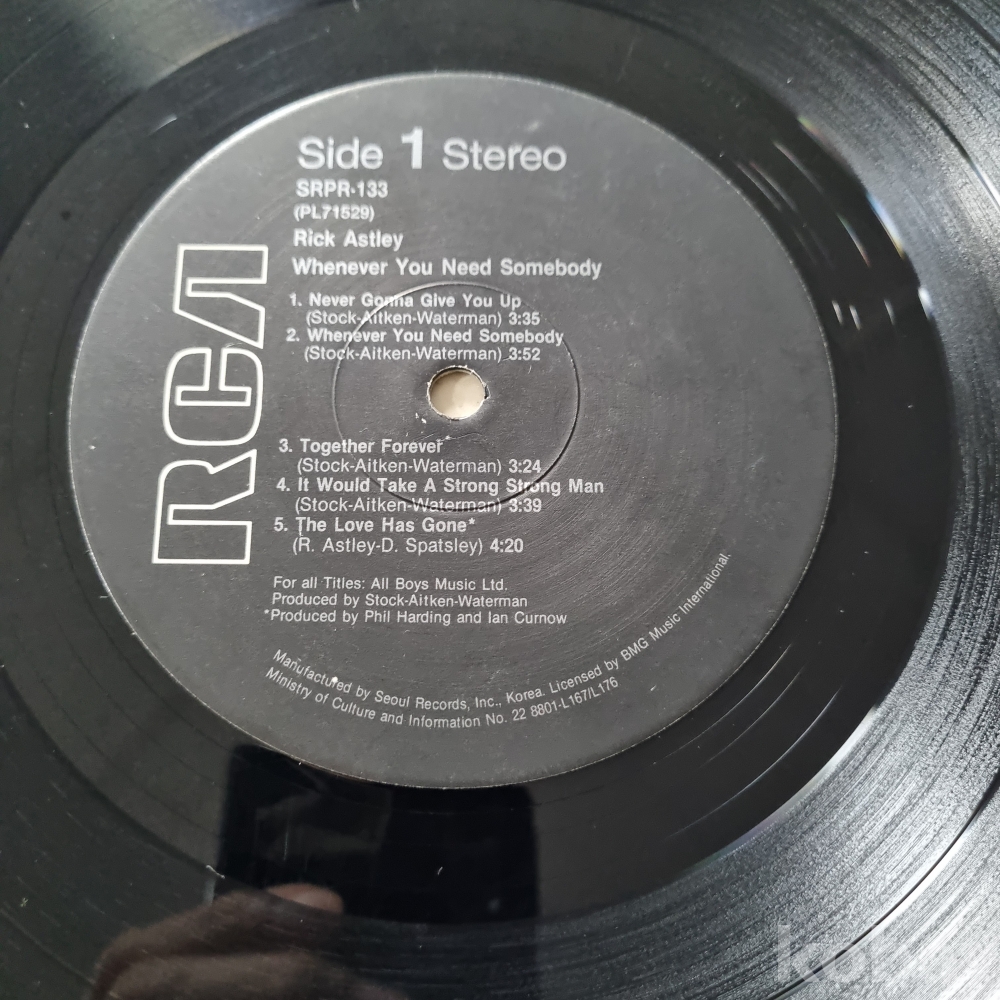 Side 1 Stereo
SRPR-133
(PL71529)
Rick Astley
Whenever You Need Somebody
1. Never Gonna Give You Up
(Stock-Aitken-Waterman) 3:35
2. Whenever You Need Somebody
(Stock-Aitken-Waterman) 3:52
RCA
3. Together Forever*
(Stock-Aitken-Waterman) 3:24
4. It Would Take A Strong Strong Man
(Stock-Aitken-Waterman) 3:39
5. The Love Has Gone*
(R. Astley-D. Spatsley) 4:20
For all Titles: All Boys Music Ltd.
Produced by Stock-Aitken-Waterman
*Produced by Phil Harding and Ian Curnow
Manufactured by Seoul Records, Inc., Korea. Licensed by BMG Music International.
Ministry of Culture and Information No. 22 8801-L167/L176